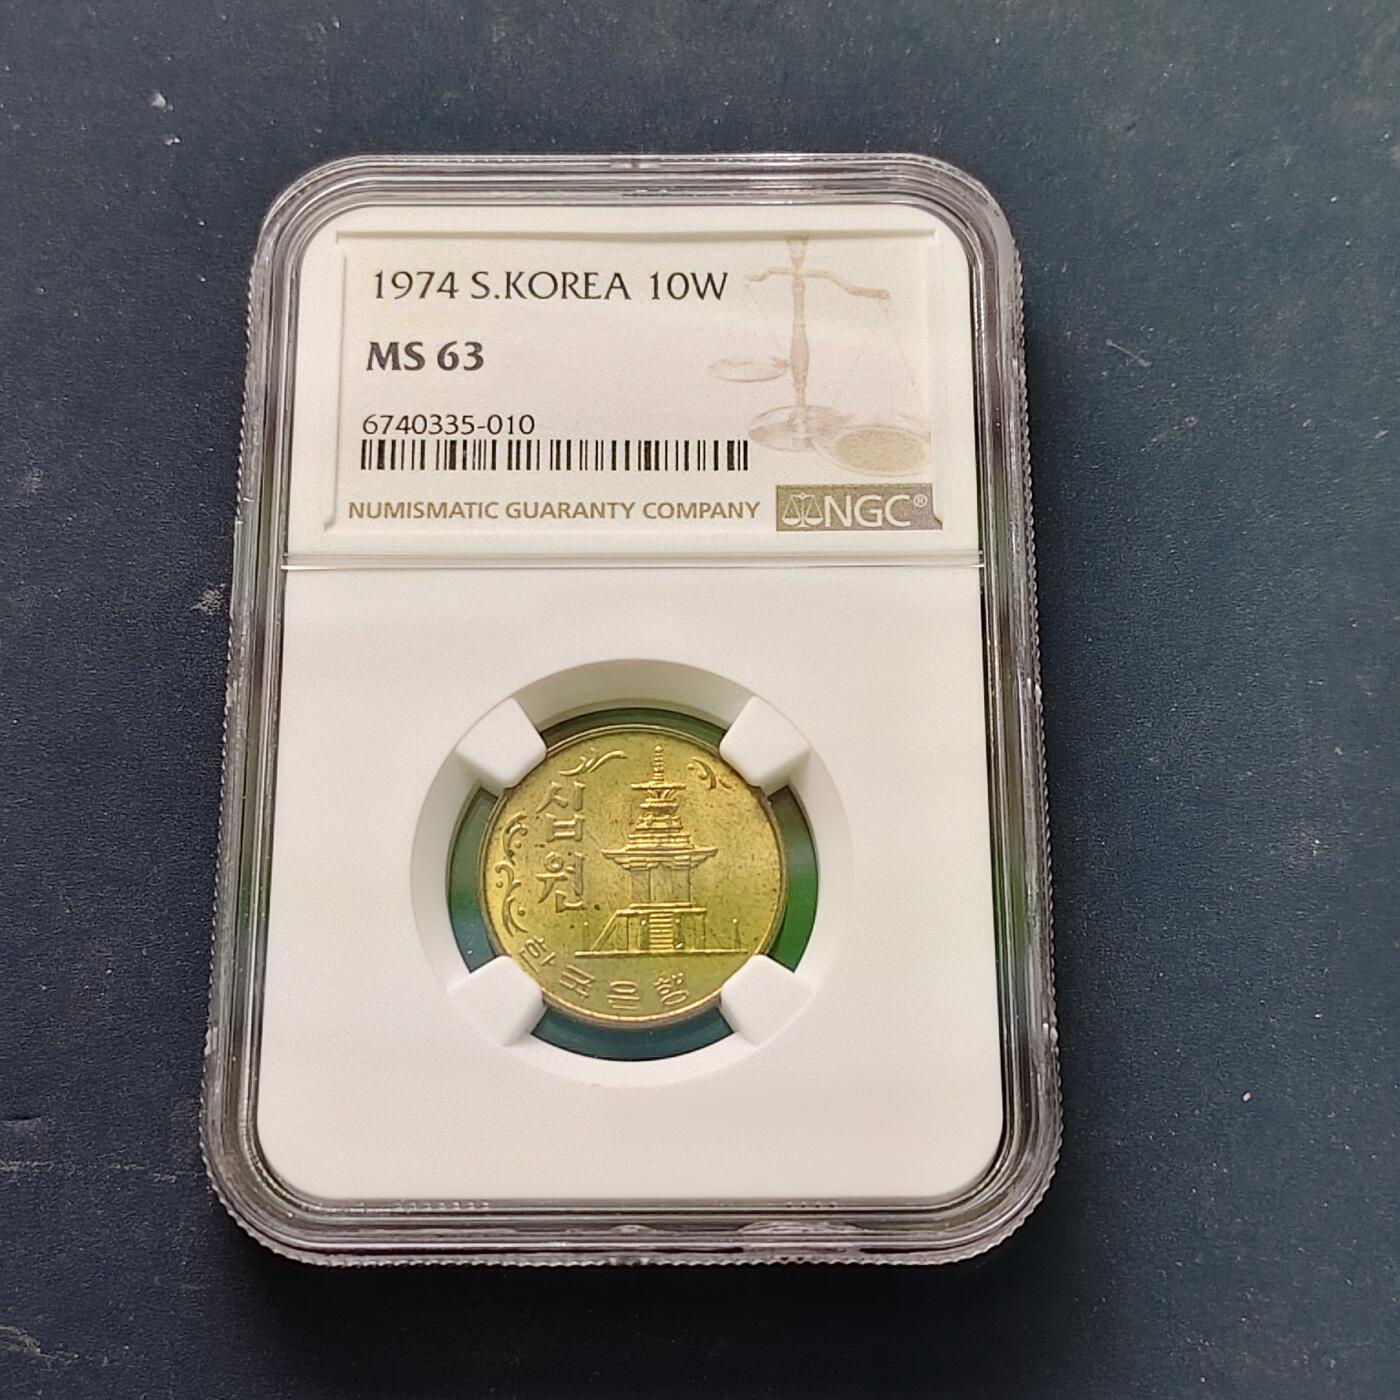 1974 S.KOREA 10W
MS 63
6740335-010
NUMISMATIC GUARANTY COMPANY NGC®
십
원
한국은행